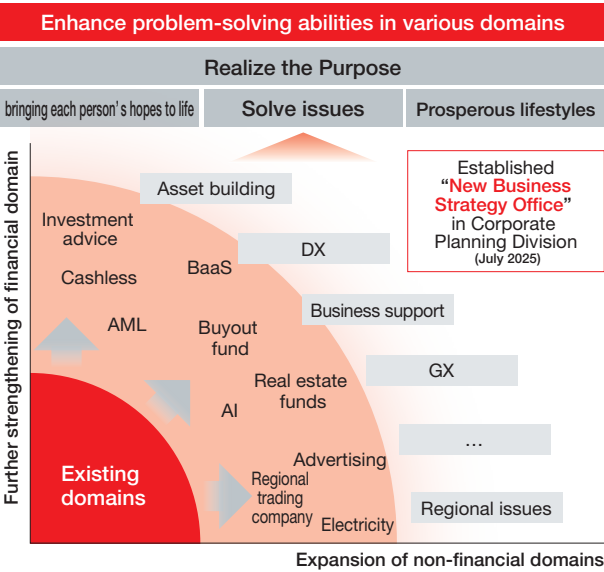 Enhance problem-solving abilities in various domains
Realize the Purpose
bringing each person's hopes to life
Solve issues
Prosperous lifestyles
Further strengthening of financial domain
Established
“New Business
Strategy Office”
in Corporate
Planning Division
(July 2025)
Asset building
Investment
advice
DX
BaaS
Cashless
Business support
AML
Buyout
fund
GX
Real estate
funds
AI
...
Advertising
Existing
domains
Regional
trading
company
Regional issues
Electricity
Expansion of non-financial domains